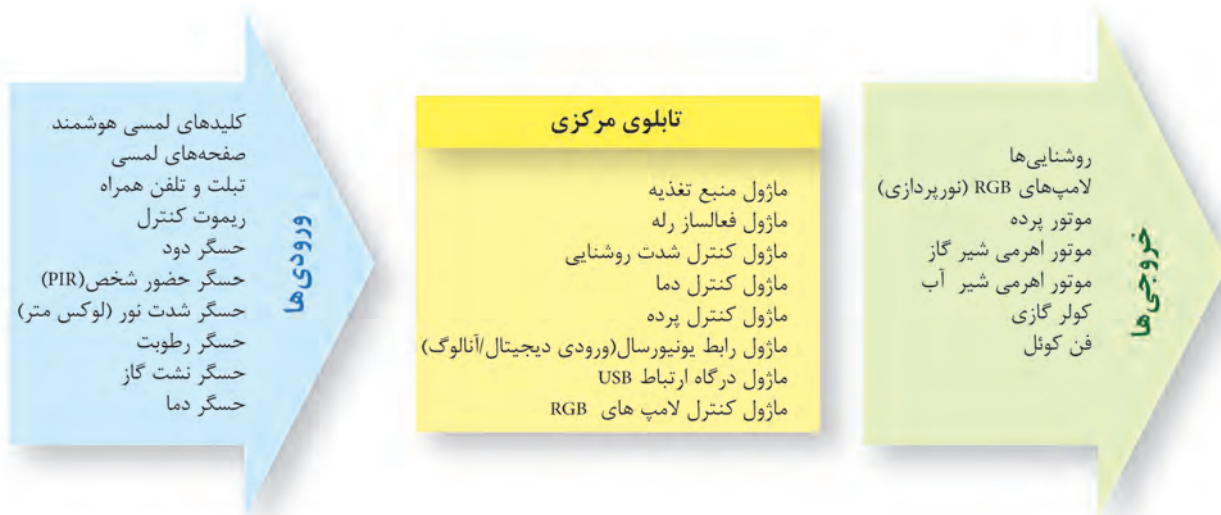 ورودی‌ها
کلیدهای لمسی هوشمند
صفحه‌های لمسی
تبلت و تلفن همراه
ریموت کنترل
حسگر دود
حسگر حضور شخص(PIR)
حسگر شدت نور (لوکس متر)
حسگر رطوبت
حسگر نشت گاز
حسگر دما
تابلوی مرکزی
ماژول منبع تغذیه
ماژول فعالساز رله
ماژول کنترل شدت روشنایی
ماژول کنترل دما
ماژول کنترل پرده
ماژول رابط یونیورسال(ورودی دیجیتال/آنالوگ)
ماژول درگاه ارتباط USB
ماژول کنترل لامپ های RGB
خروجی‌ها
روشنایی‌ها
لامپ‌های RGB (نورپردازی)
موتور پرده
موتور اهرمی شیر گاز
موتور اهرمی شیر آب
کولر گازی
فن کوئل